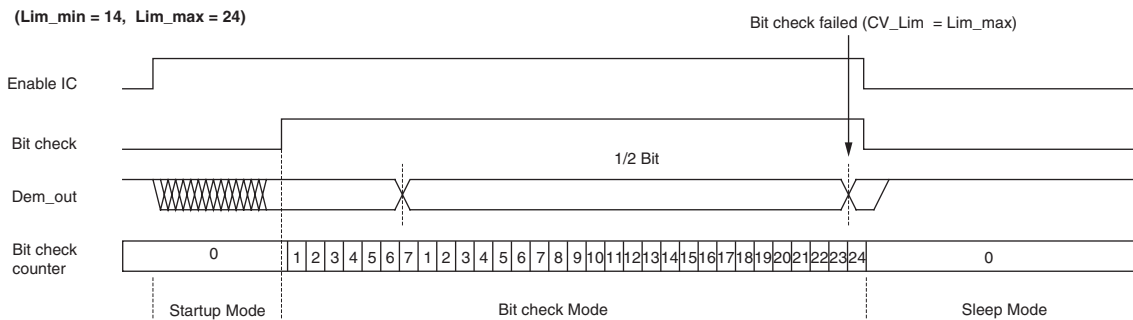 (Lim_min = 14, Lim_max = 24)
Bit check failed (CV_Lim = Lim_max)
Enable IC
Bit check
1/2 Bit
Dem_out
Bit check
counter
0 1 2 3 4 5 6 7 1 2 3 4 5 6 7 8 9 10 11 12 13 14 15 16 17 18 19 20 21 22 23 24 0
Startup Mode Bit check Mode Sleep Mode